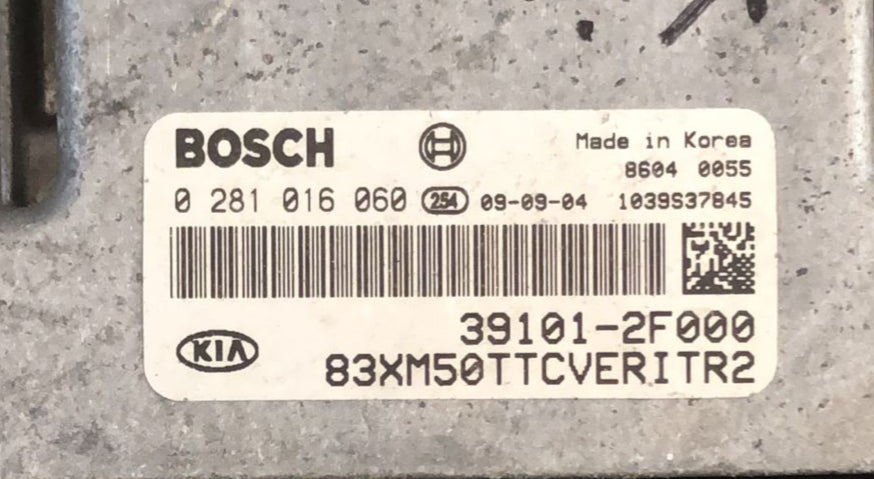 BOSCH
Made in Korea
8604 0055
0 281 016 060 254 09-09-04 1039S37845
39101-2F000
KIA
83XM50TTCVERITR2